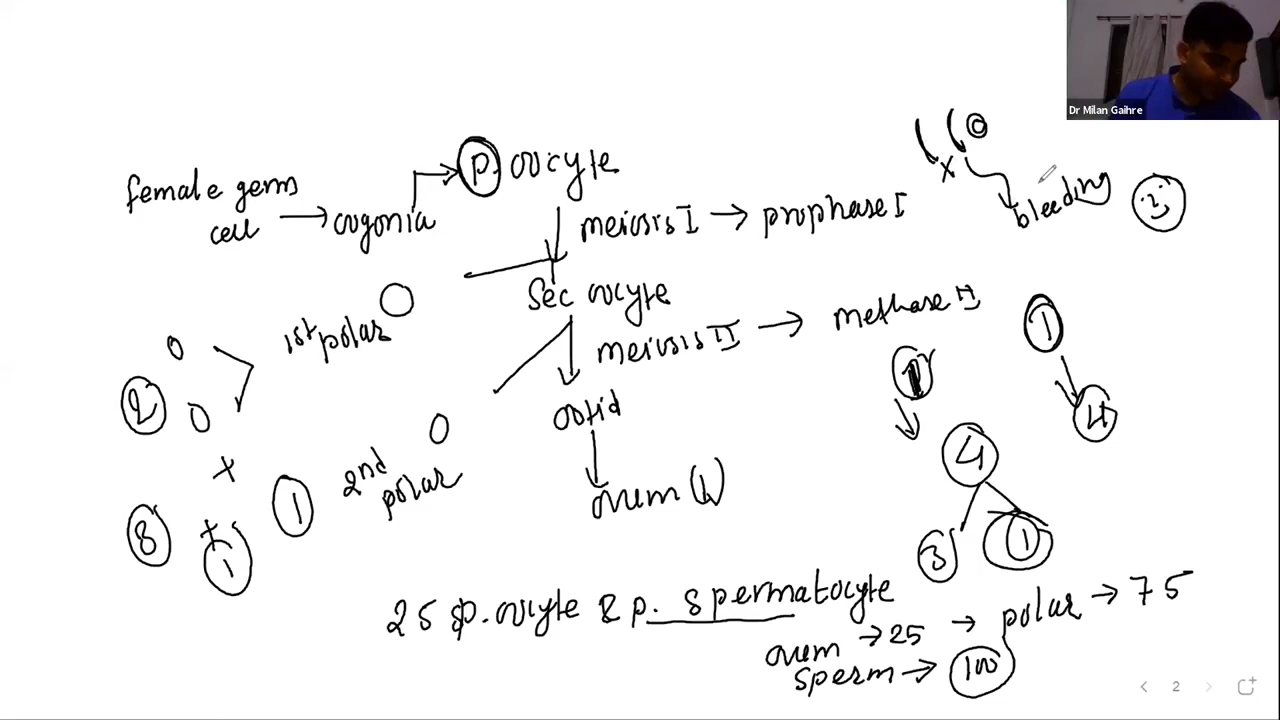 Dr Milan Gaihre
P. oocyte
female germ
cell → oogonia
meiosis I → prophase I
bleeding
Sec oocyte
1st polar
meiosis II → methase II
1
1
4
2
ootid
4
2nd
polar
1
ovum (1)
8
+
1
3
1
25 p. oocyte & p. spermatocyte
ovum → 25 → polar → 75
sperm → 100
2